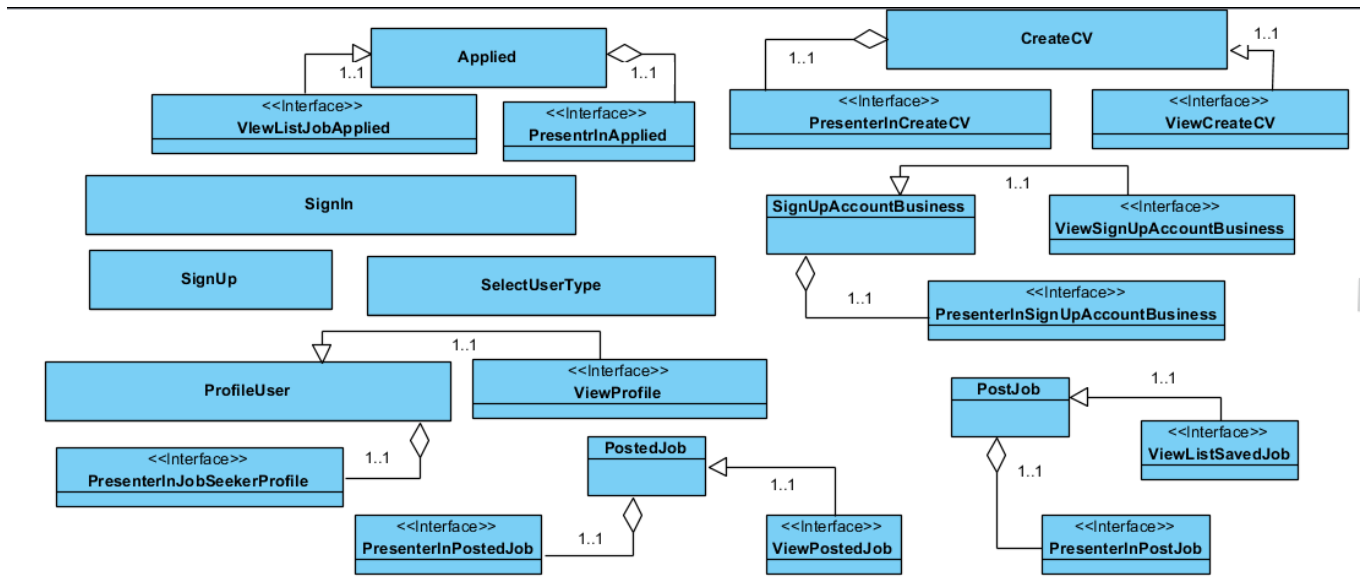 Applied
1..1
1..1
<<Interface>>
VIewListJobApplied
<<Interface>>
PresentrInApplied
CreateCV
1..1
1..1
<<Interface>>
PresenterInCreateCV
<<Interface>>
ViewCreateCV
SignIn
SignUpAccountBusiness
1..1
<<Interface>>
ViewSignUpAccountBusiness
SignUp
SelectUserType
1..1
<<Interface>>
PresenterInSignUpAccountBusiness
ProfileUser
1..1
<<Interface>>
ViewProfile
1..1
<<Interface>>
PresenterInJobSeekerProfile
PostJob
1..1
<<Interface>>
ViewListSavedJob
PostedJob
1..1
1..1
<<Interface>>
PresenterInPostedJob
<<Interface>>
ViewPostedJob
1..1
<<Interface>>
PresenterInPostJob